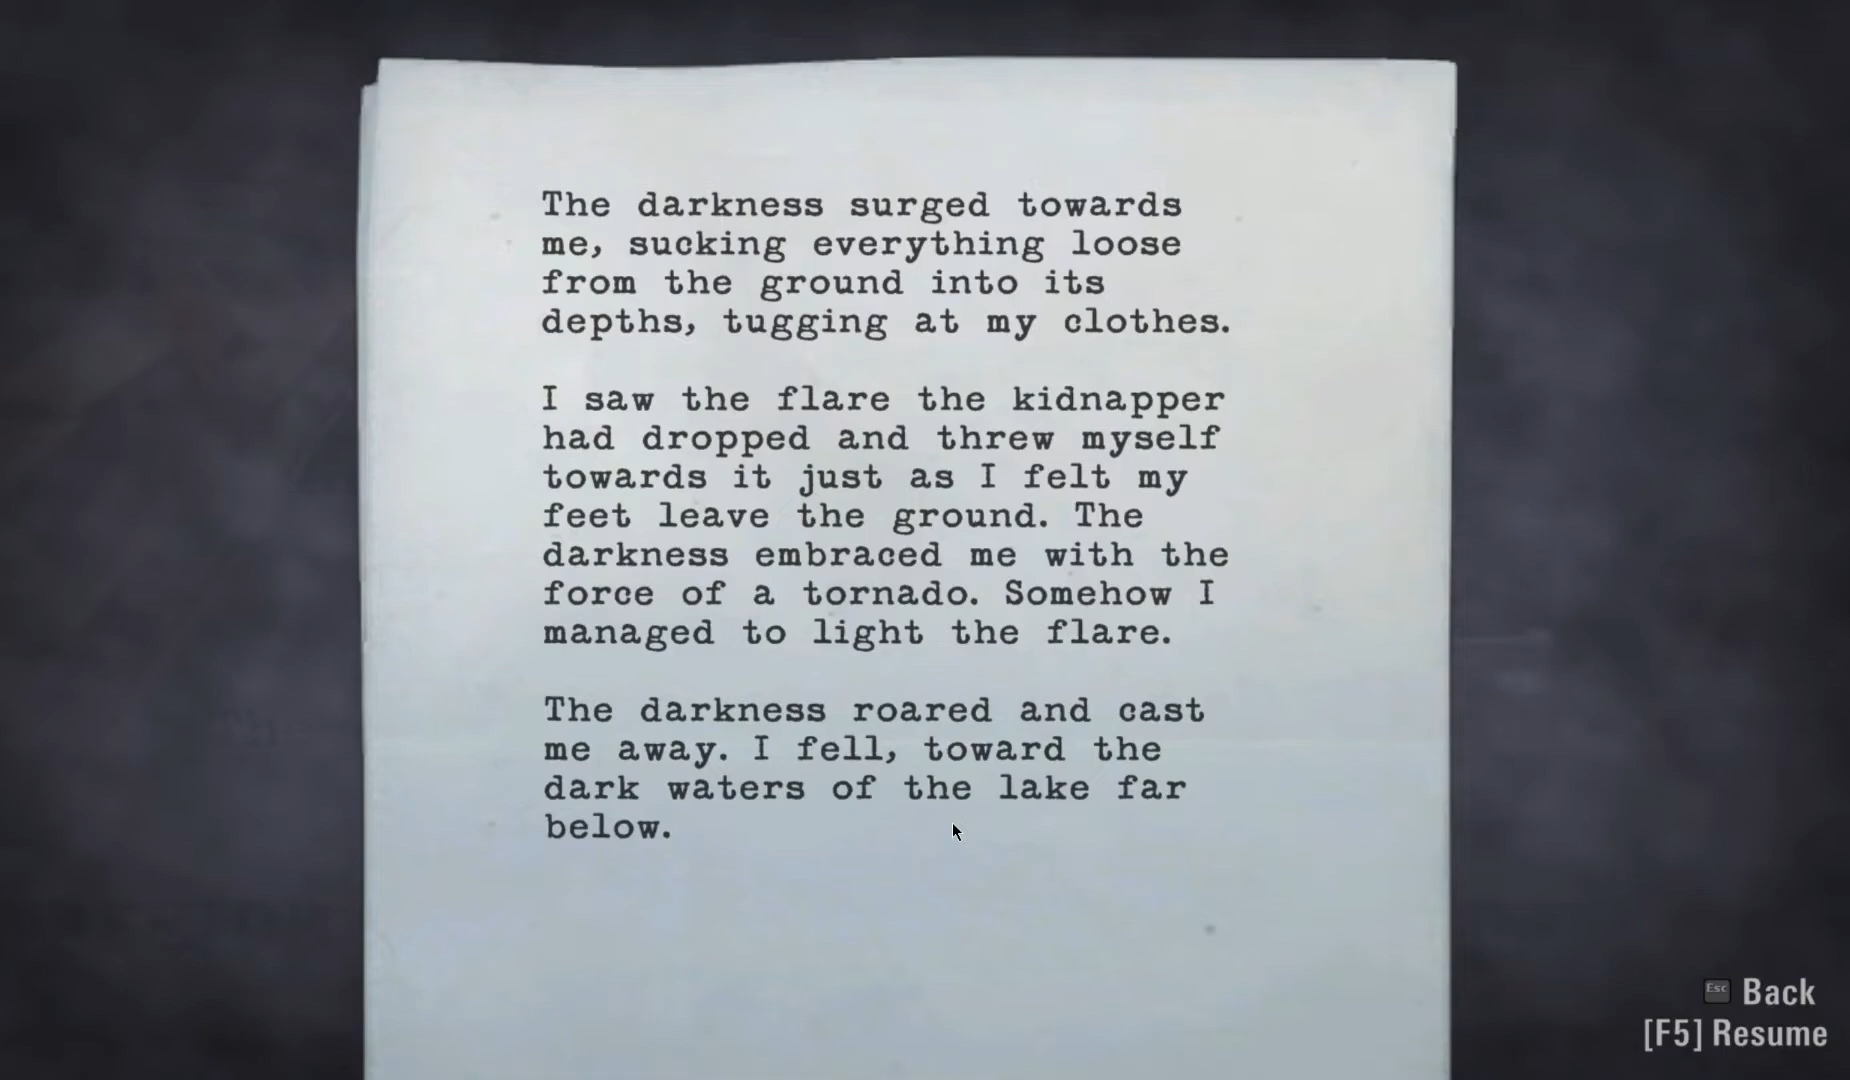 The darkness surged towards
me, sucking everything loose
from the ground into its
depths, tugging at my clothes.
I saw the flare the kidnapper
had dropped and threw myself
towards it just as I felt my
feet leave the ground. The
darkness embraced me with the
force of a tornado. Somehow I
managed to light the flare.
The darkness roared and cast
me away. I fell, toward the
dark waters of the lake far
below.
Esc Back
[F5] Resume